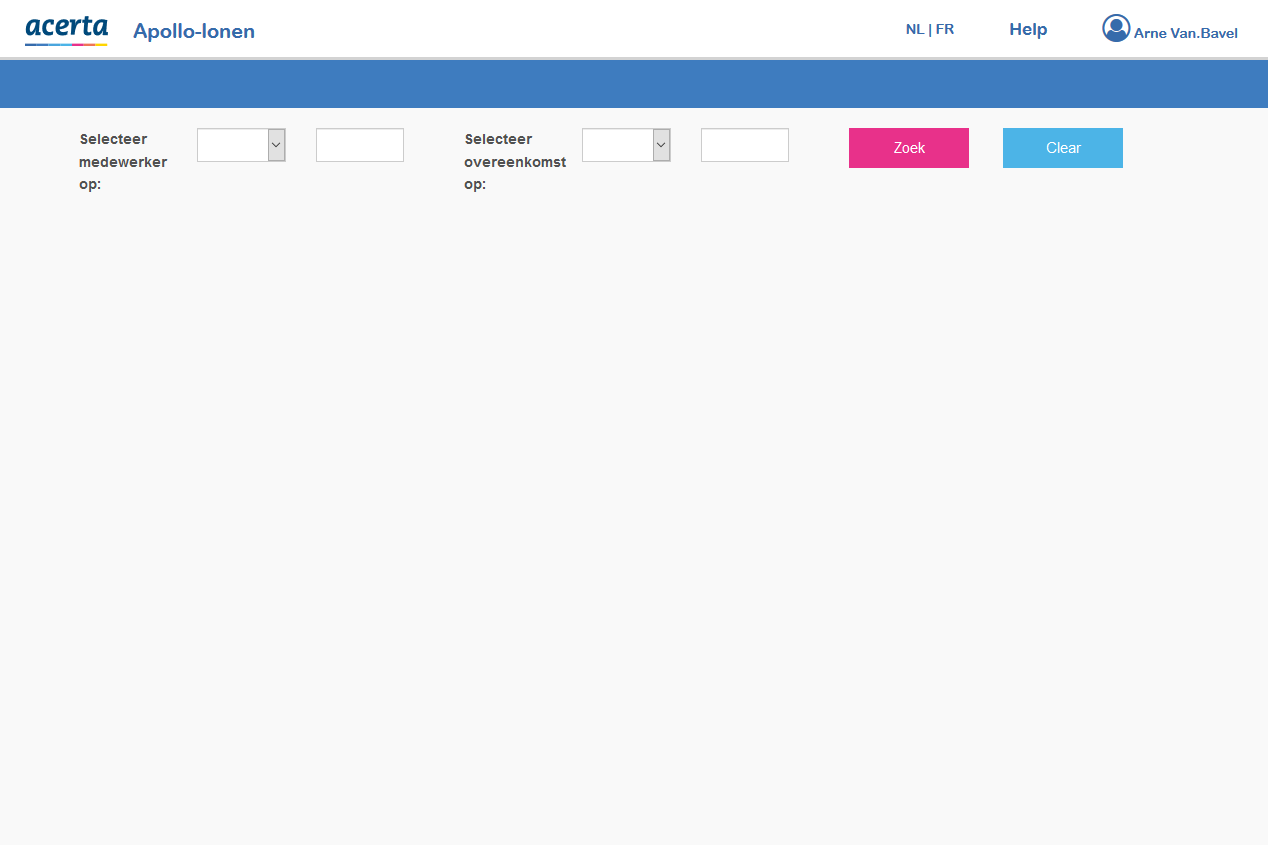 acerta
Apollo-lonen
NL | FR
Help
Arne Van.Bavel
Selecteer
medewerker
op:
Selecteer
overeenkomst
op:
Zoek
Clear